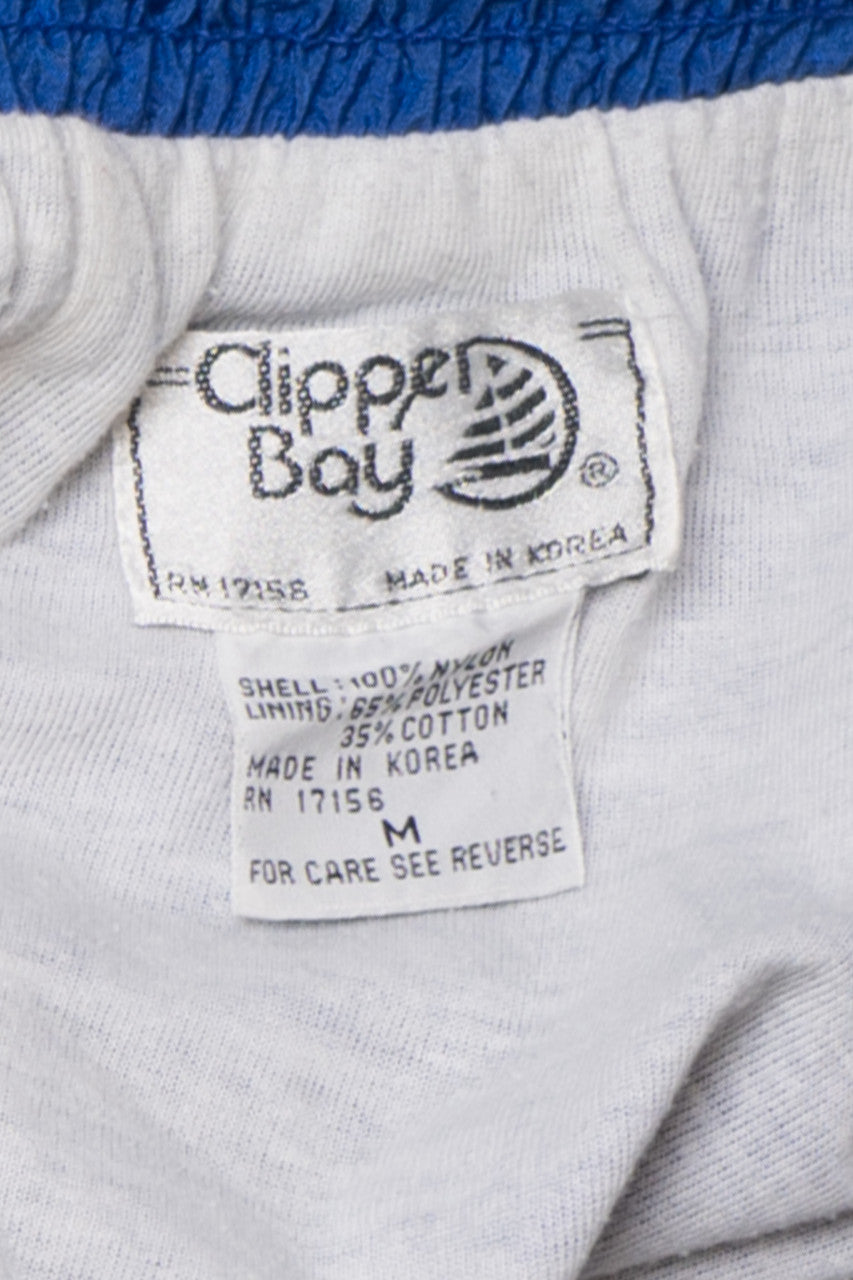 Clipper
Bay ®
RN 17156 MADE IN KOREA
SHELL: 100% NYLON
LINING: 65% POLYESTER
35% COTTON
MADE IN KOREA
RN 17156
M
FOR CARE SEE REVERSE